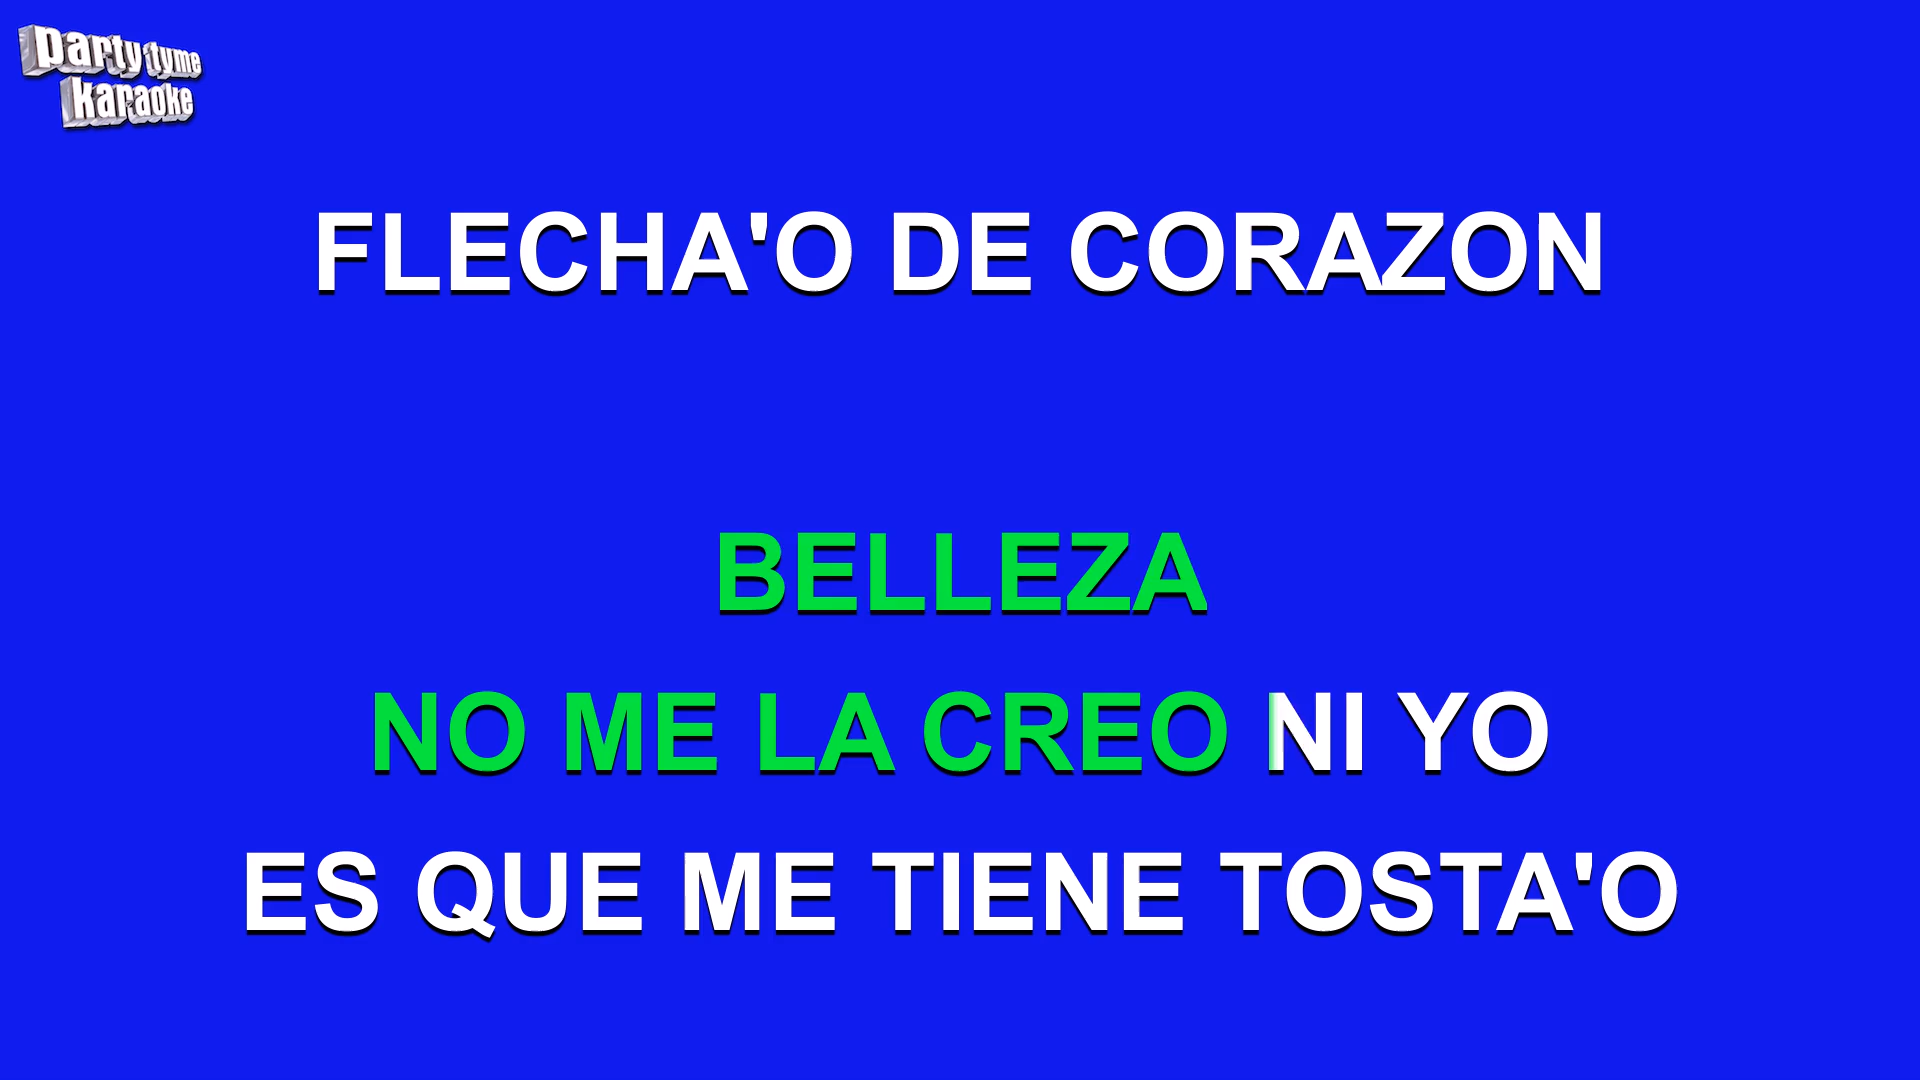 party tyme
karaoke
FLECHA'O DE CORAZON
BELLEZA
NO ME LA CREO NI YO
ES QUE ME TIENE TOSTA'O